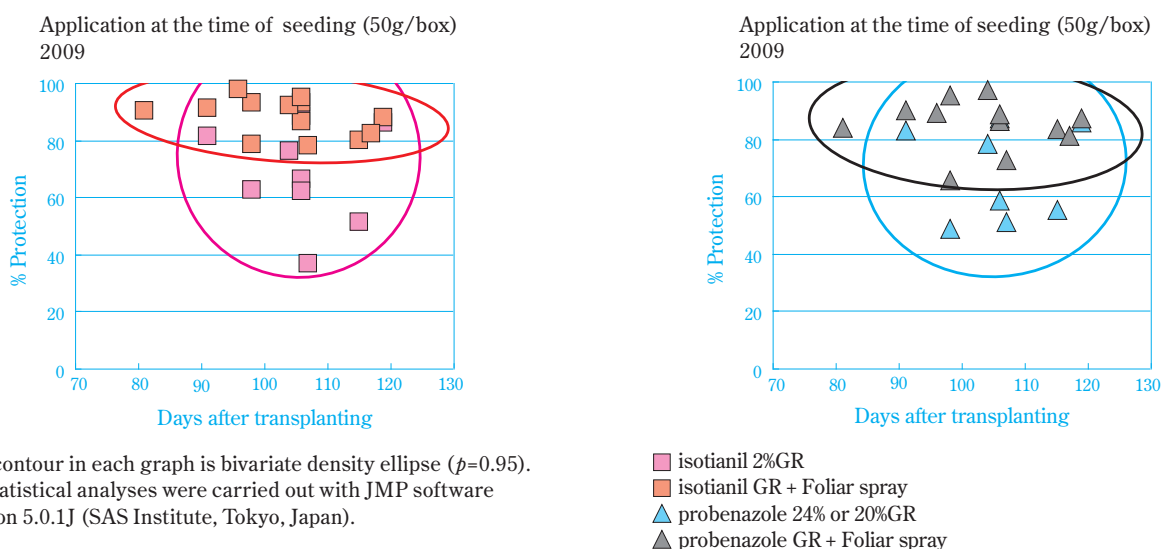 Application at the time of seeding (50g/box)
2009
100
80
60
40
20
0
% Protection
70 80 90 100 110 120 130
Days after transplanting
Application at the time of seeding (50g/box)
2009
100
80
60
40
20
0
% Protection
70 80 90 100 110 120 130
Days after transplanting
contour in each graph is bivariate density ellipse (p=0.95).
tatistical analyses were carried out with JMP software
on 5.0.1J (SAS Institute, Tokyo, Japan).
isotianil 2%GR
isotianil GR + Foliar spray
probenazole 24% or 20%GR
probenazole GR + Foliar spray